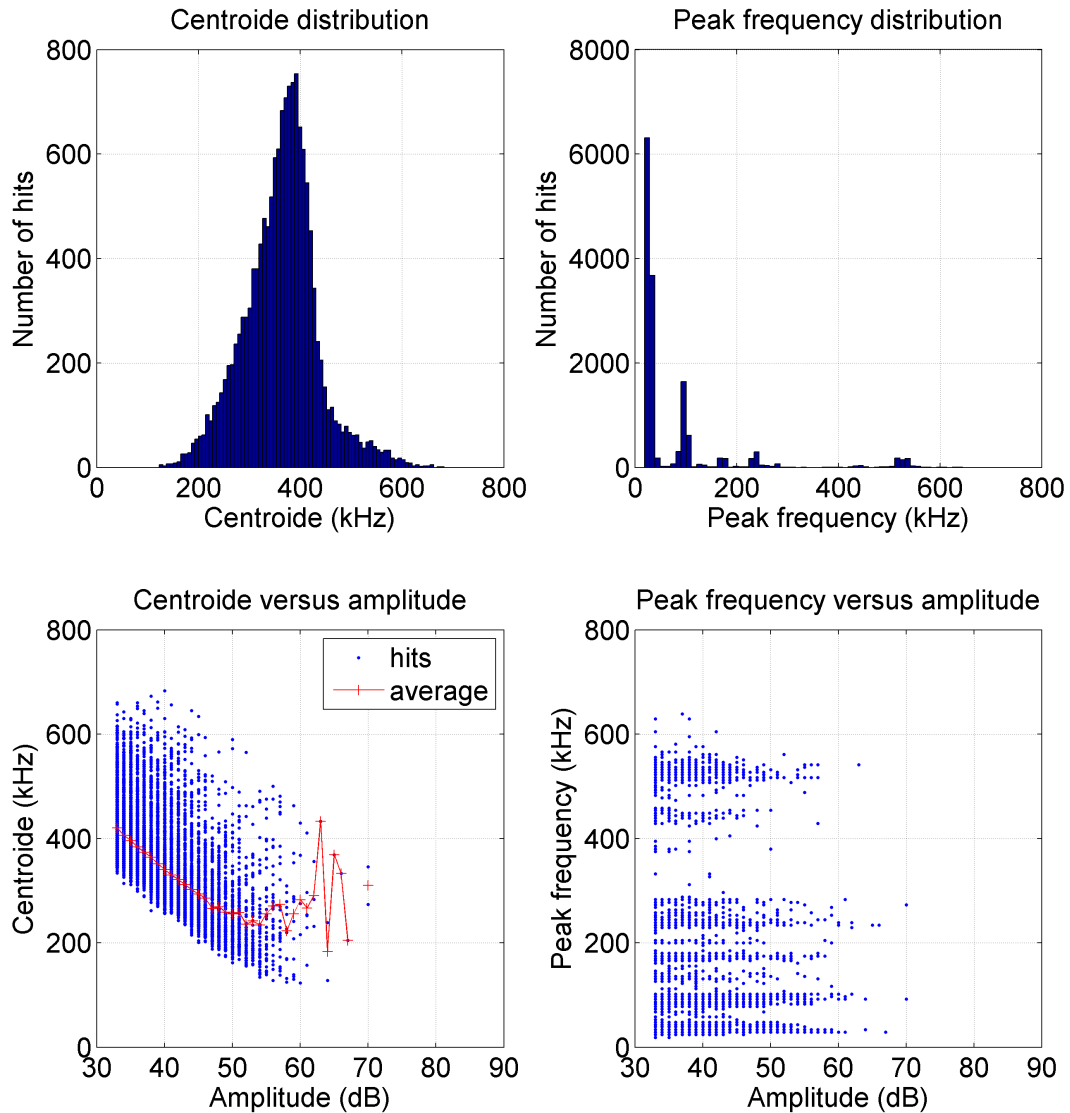 Centroide distribution
800
600
400
200
0
0 200 400 600 800
Number of hits
Centroide (kHz)
Peak frequency distribution
8000
6000
4000
2000
0
0 200 400 600 800
Number of hits
Peak frequency (kHz)
Centroide versus amplitude
800
600
400
200
0
30 40 50 60 70 80 90
Centroide (kHz)
Amplitude (dB)
hits
average
Peak frequency versus amplitude
800
600
400
200
0
30 40 50 60 70 80 90
Peak frequency (kHz)
Amplitude (dB)